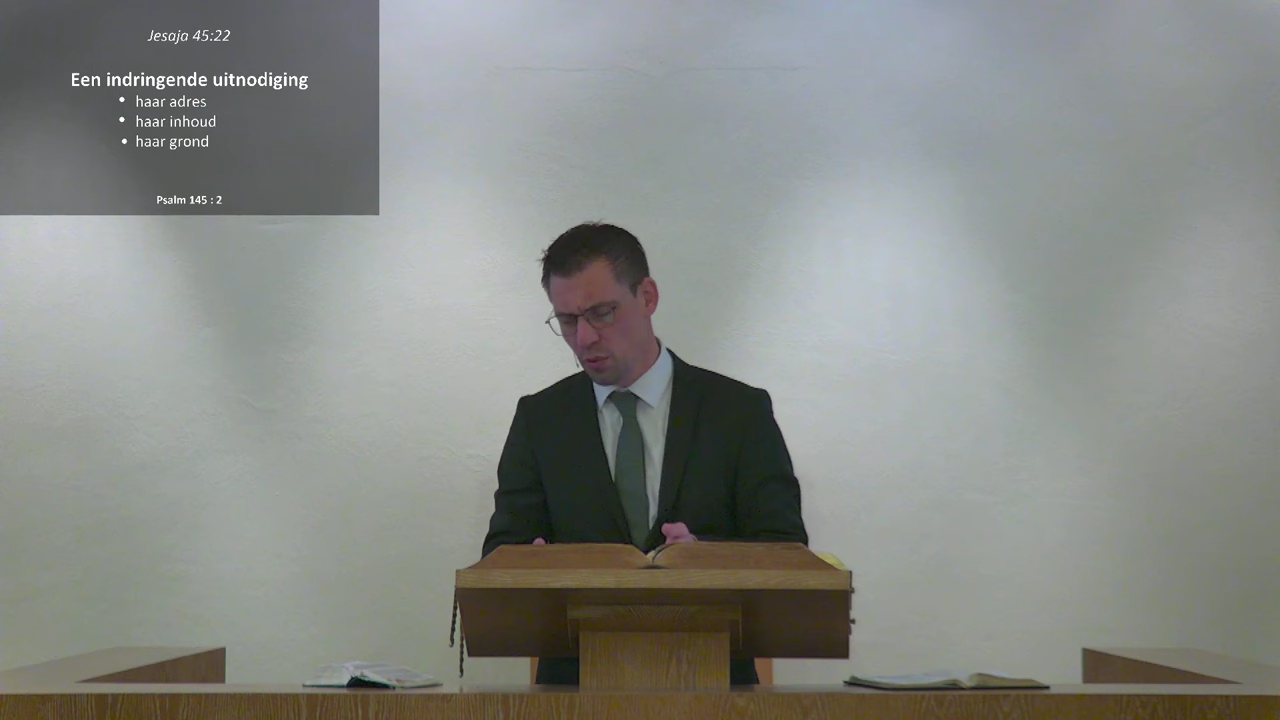 Jesaja 45:22
Een indringende uitnodiging
• haar adres
• haar inhoud
• haar grond
Psalm 145 : 2